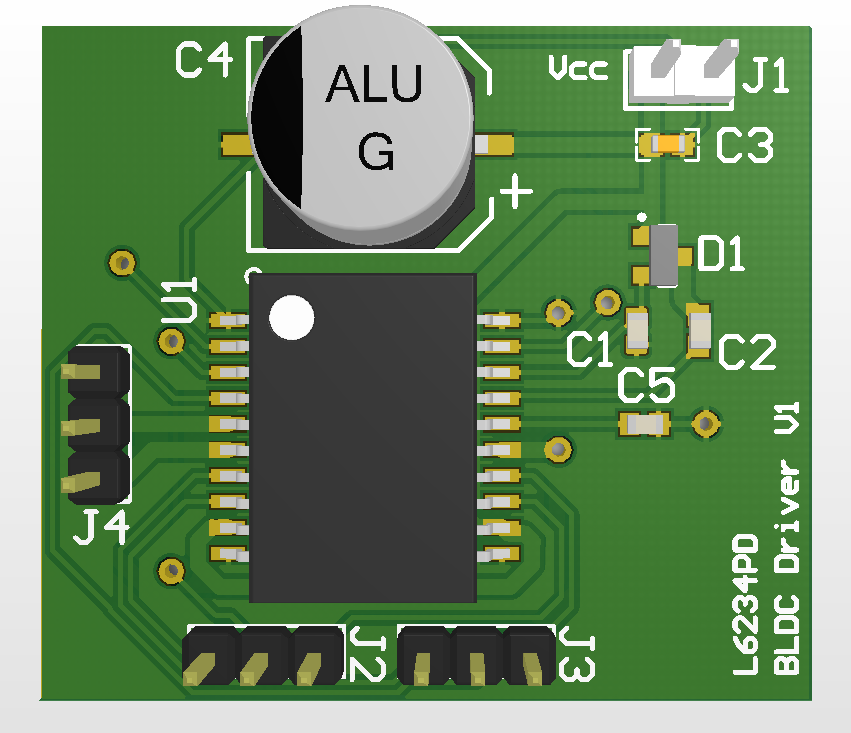 C4
ALU
G
+
Vcc
J1
C3
D1
U1
C1
C2
C5
J4
J2
J3
L6234PD
BLDC Driver V1